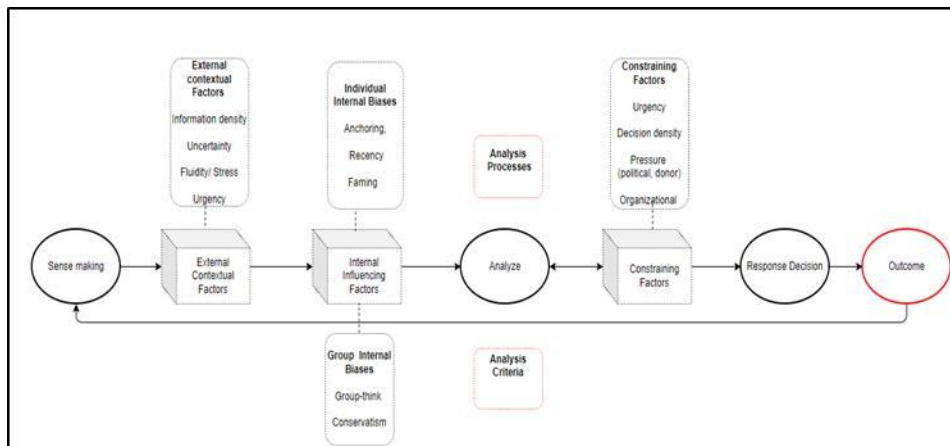 External
contextual
Factors
Information density
Uncertainty
Fluidity/ Stress
Urgency
Individual
Internal Biases
Anchoring,
Recency
Faming
Analysis
Processes
Constraining
Factors
Urgency
Decision density
Pressure
(political, donor)
Organizational
Sense making
External
Contextual
Factors
Internal
Influencing
Factors
Analyze
Constraining
Factors
Response Decision
Outcome
Group Internal
Biases
Group-think
Conservatism
Analysis
Criteria